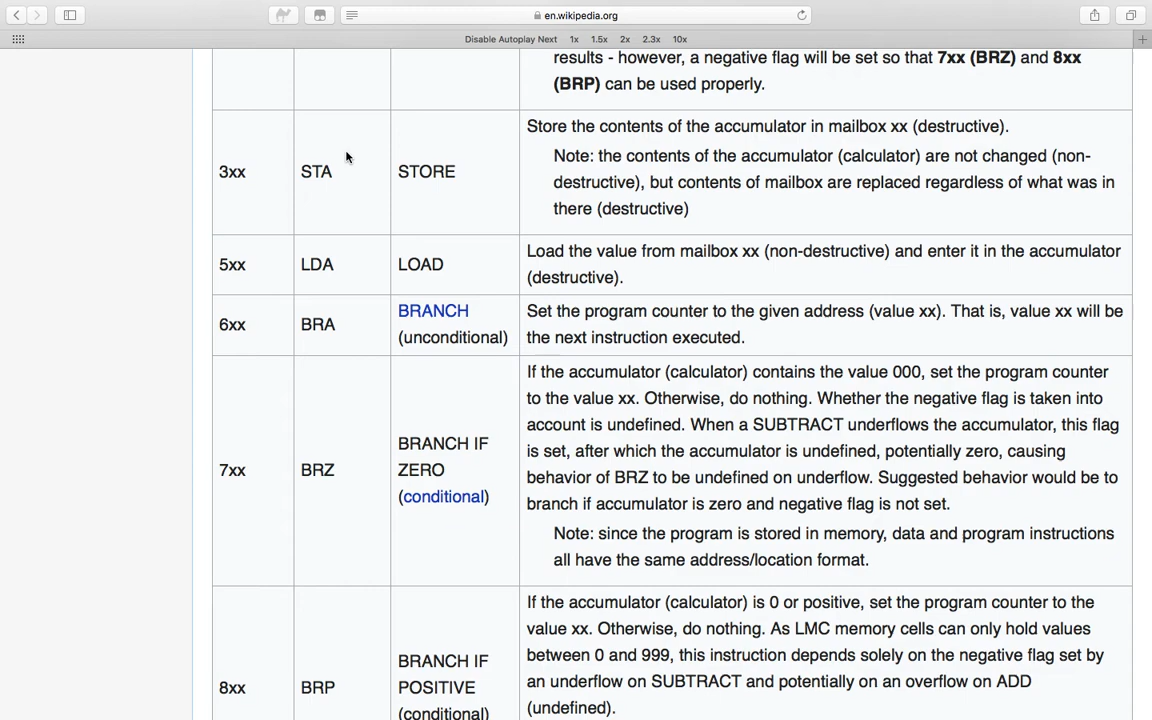 en.wikipedia.org
Disable Autoplay Next 1x 1.5x 2x 2.3x 10x
results - however, a negative flag will be set so that 7xx (BRZ) and 8xx
(BRP) can be used properly.
3xx
STA
STORE
Store the contents of the accumulator in mailbox xx (destructive).
Note: the contents of the accumulator (calculator) are not changed (non-
destructive), but contents of mailbox are replaced regardless of what was in
there (destructive)
5xx
LDA
LOAD
Load the value from mailbox xx (non-destructive) and enter it in the accumulator
(destructive).
6xx
BRA
BRANCH
(unconditional)
Set the program counter to the given address (value xx). That is, value xx will be
the next instruction executed.
7xx
BRZ
BRANCH IF
ZERO
(conditional)
If the accumulator (calculator) contains the value 000, set the program counter
to the value xx. Otherwise, do nothing. Whether the negative flag is taken into
account is undefined. When a SUBTRACT underflows the accumulator, this flag
is set, after which the accumulator is undefined, potentially zero, causing
behavior of BRZ to be undefined on underflow. Suggested behavior would be to
branch if accumulator is zero and negative flag is not set.
Note: since the program is stored in memory, data and program instructions
all have the same address/location format.
8xx
BRP
BRANCH IF
POSITIVE
(conditional)
If the accumulator (calculator) is 0 or positive, set the program counter to the
value xx. Otherwise, do nothing. As LMC memory cells can only hold values
between 0 and 999, this instruction depends solely on the negative flag set by
an underflow on SUBTRACT and potentially on an overflow on ADD
(undefined).